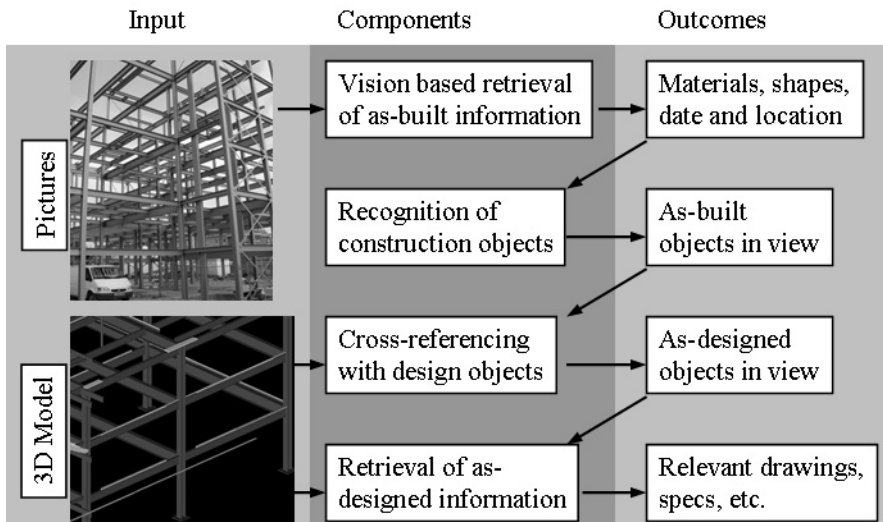 Input
Components
Outcomes
Pictures
Vision based retrieval
of as-built information
Materials, shapes,
date and location
Recognition of
construction objects
As-built
objects in view
3D Model
Cross-referencing
with design objects
As-designed
objects in view
Retrieval of as-
designed information
Relevant drawings,
specs, etc.